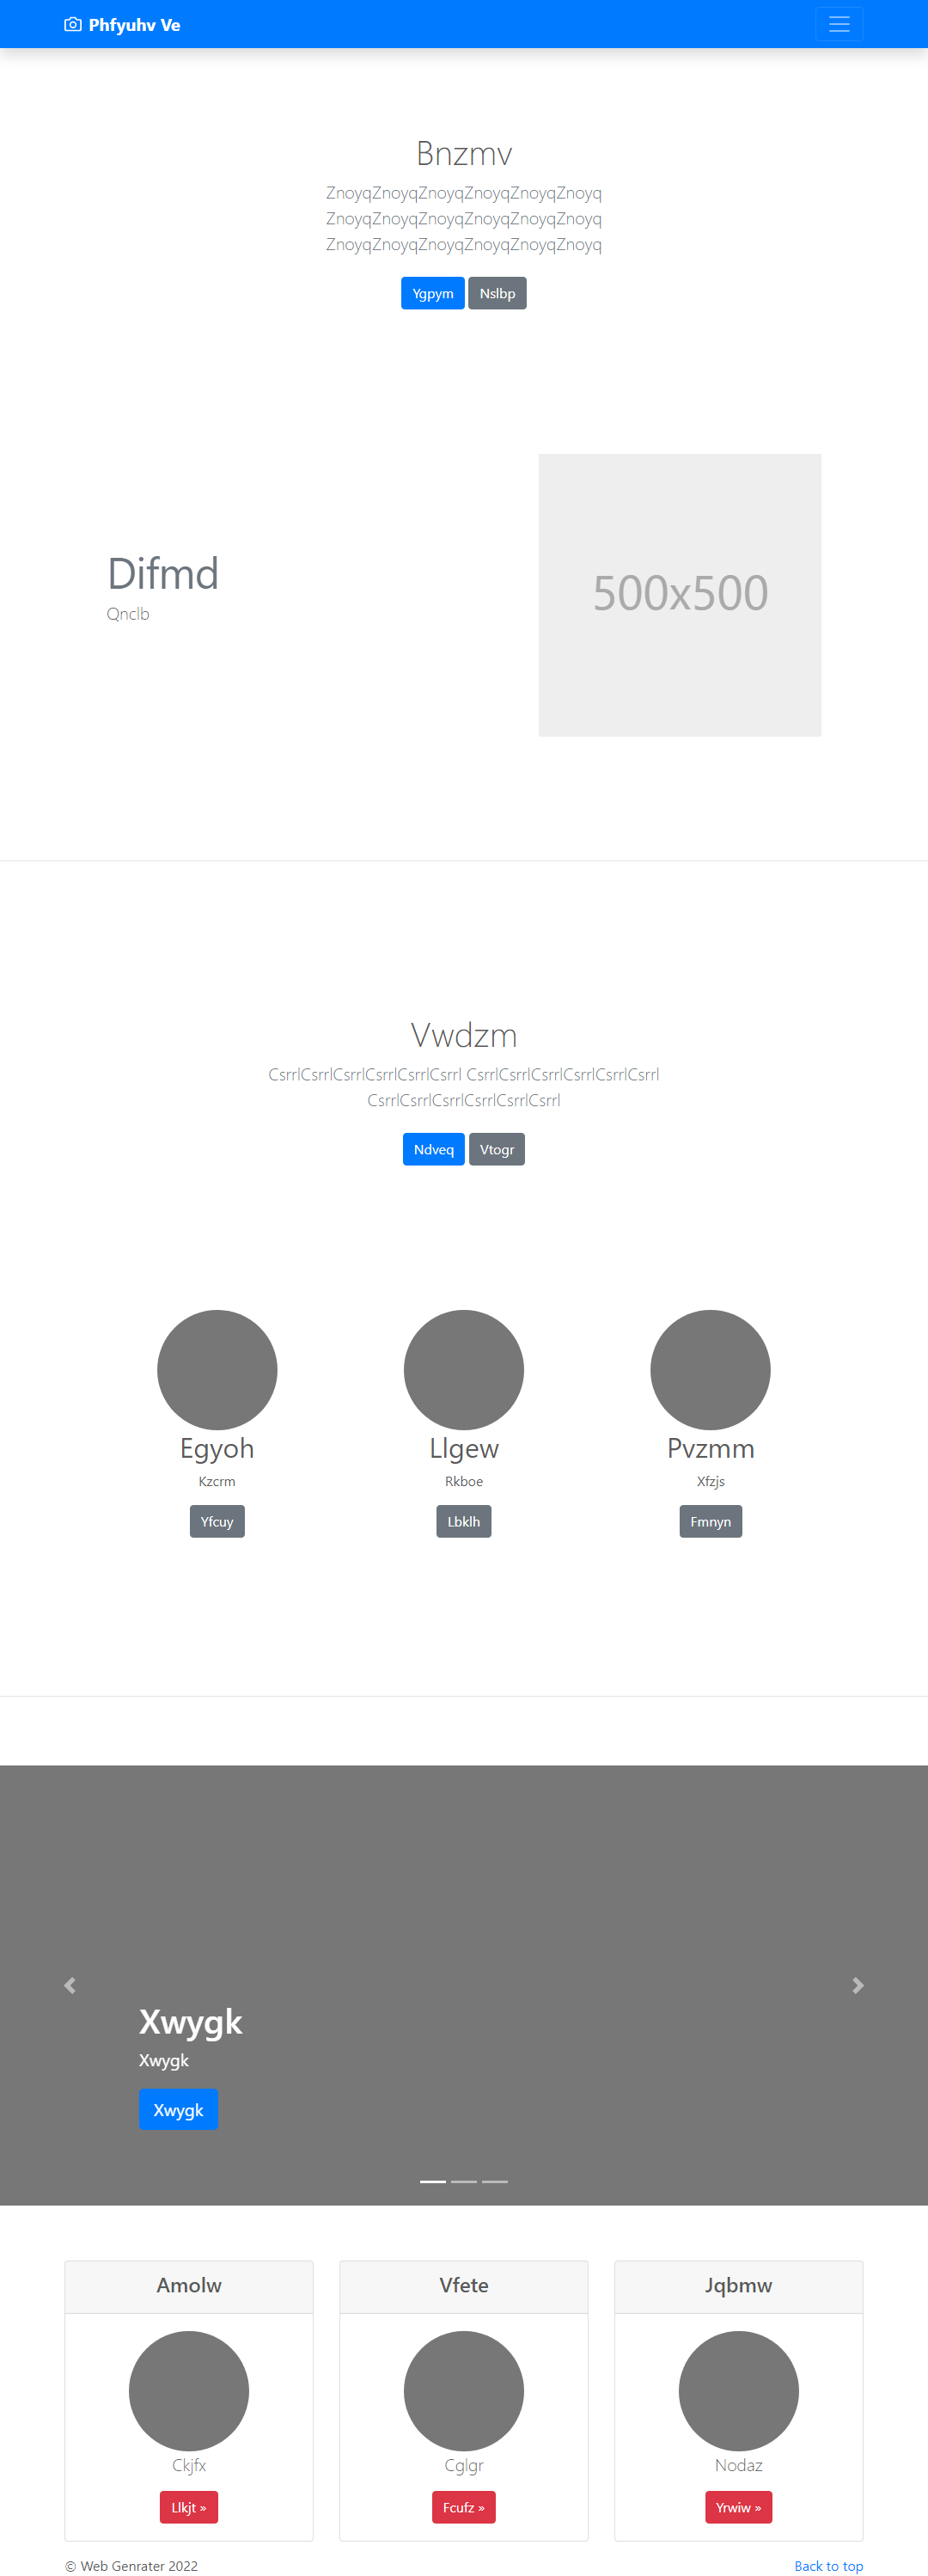 Phfyuhv Ve
Bnzmv
ZnoyqZnoyqZnoyqZnoyqZnoyqZnoyq
ZnoyqZnoyqZnoyqZnoyqZnoyqZnoyq
ZnoyqZnoyqZnoyqZnoyqZnoyqZnoyq
Ygpym Nslbp
Difmd
Qnclb
500x500
Vwdzm
CsrrlCsrrlCsrrlCsrrlCsrrlCsrrl CsrrlCsrrlCsrrlCsrrlCsrrlCsrrl
CsrrlCsrrlCsrrlCsrrlCsrrlCsrrl
Ndveq Vtogr
Egyoh
Kzcrm
Yfcuy
Llgew
Rkboe
Lbklh
Pvzmm
Xfzjs
Fmnyn
Xwygk
Xwygk
Xwygk
Amolw
Ckjfx
Llkjt »
Vfete
Cglgr
Fcufz »
Jqbmw
Nodaz
Yrwiw »
© Web Genrater 2022
Back to top